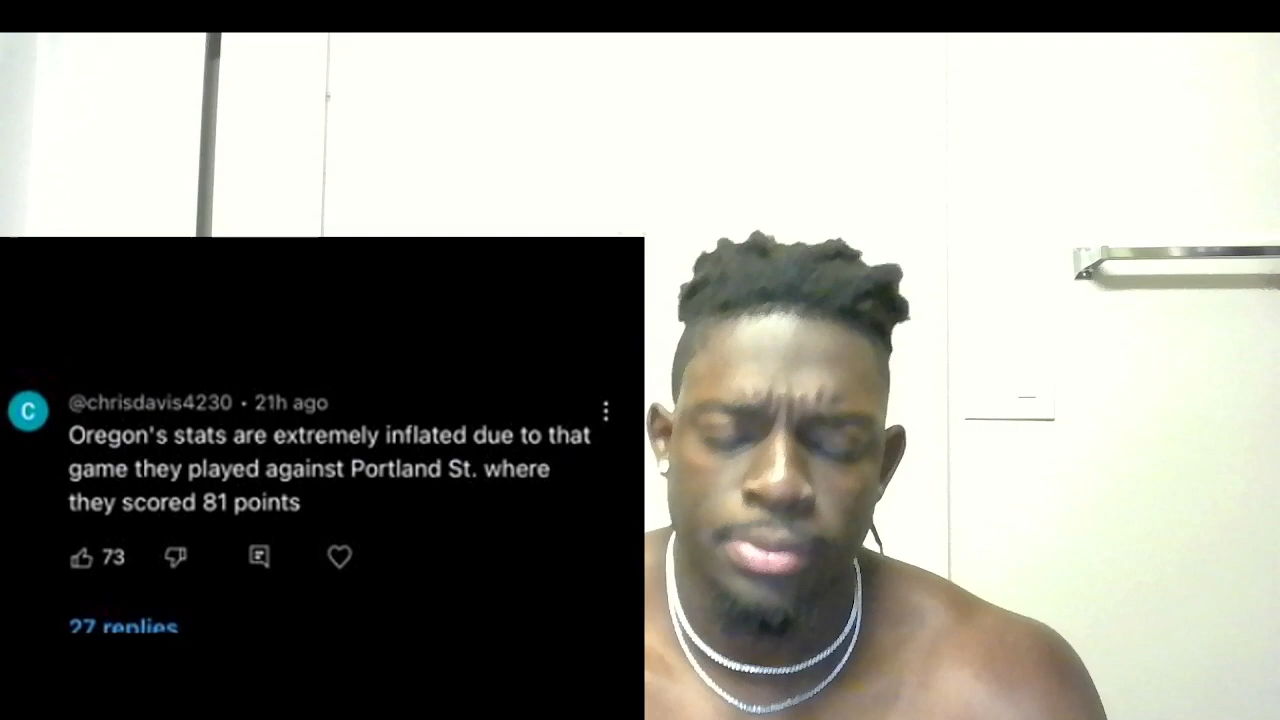 C
@chrisdavis4230 • 21h ago
Oregon's stats are extremely inflated due to that
game they played against Portland St. where
they scored 81 points
73
27 replies